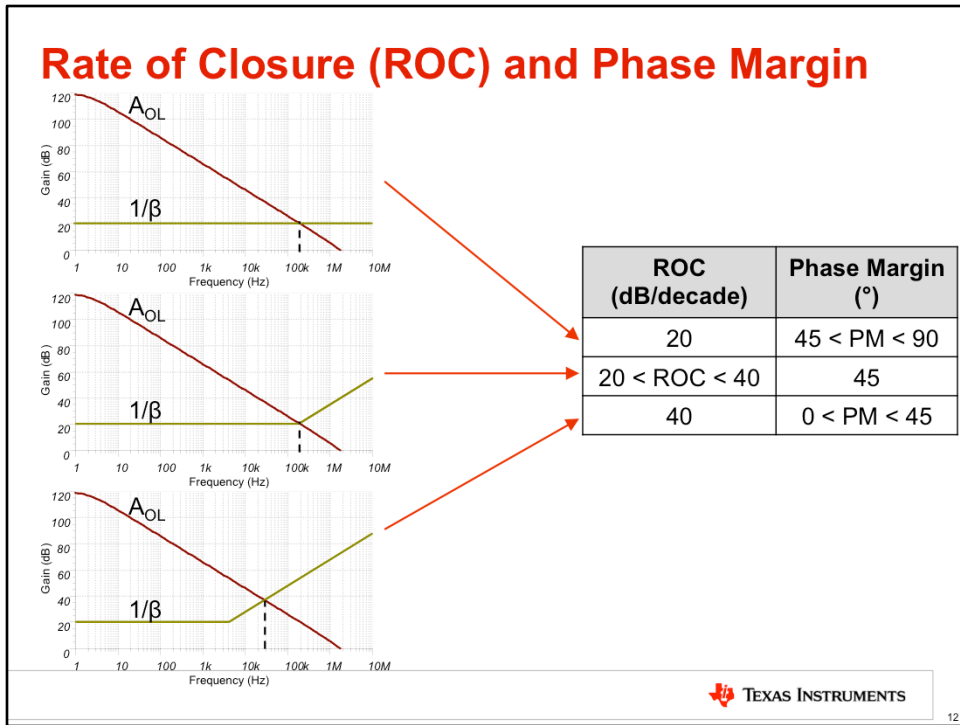 Rate of Closure (ROC) and Phase Margin
120
100
80
60
40
20
0
Gain (dB)
A_OL
1/β
1 10 100 1k 10k 100k 1M 10M
Frequency (Hz)
120
100
80
60
40
20
0
Gain (dB)
A_OL
1/β
1 10 100 1k 10k 100k 1M 10M
Frequency (Hz)
120
100
80
60
40
20
0
Gain (dB)
A_OL
1/β
1 10 100 1k 10k 100k 1M 10M
Frequency (Hz)
ROC (dB/decade) Phase Margin (°)
20 45 < PM < 90
20 < ROC < 40 45
40 0 < PM < 45
TEXAS INSTRUMENTS
12